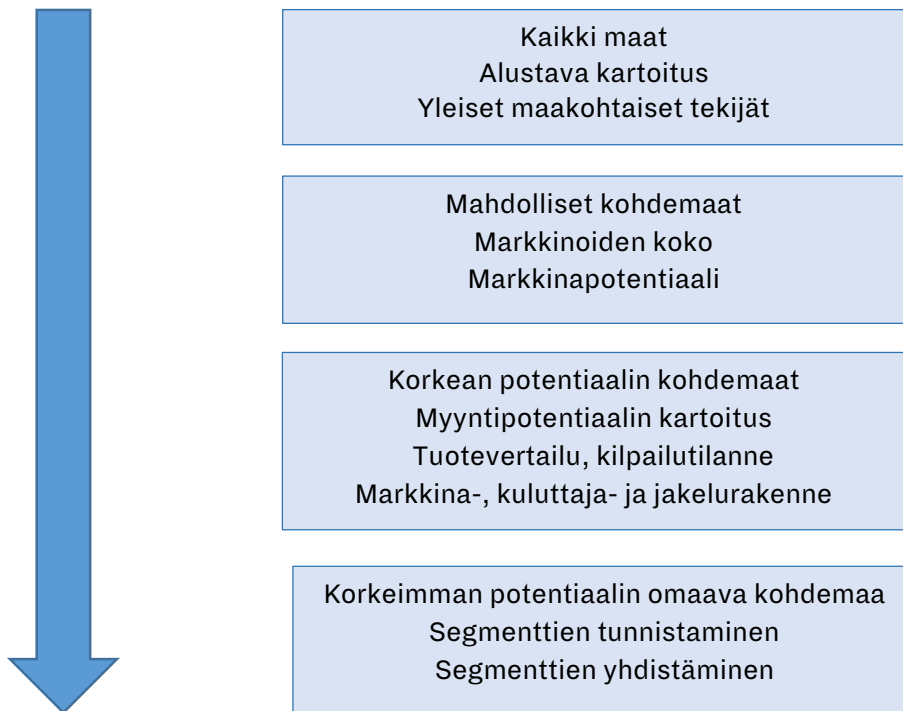 Kaikki maat
Alustava kartoitus
Yleiset maakohtaiset tekijät
Mahdolliset kohdemaat
Markkinoiden koko
Markkinapotentiaali
Korkean potentiaalin kohdemaat
Myyntipotentiaalin kartoitus
Tuotevertailu, kilpailutilanne
Markkina-, kuluttaja- ja jakelurakenne
Korkeimman potentiaalin omaava kohdemaa
Segmenttien tunnistaminen
Segmenttien yhdistäminen